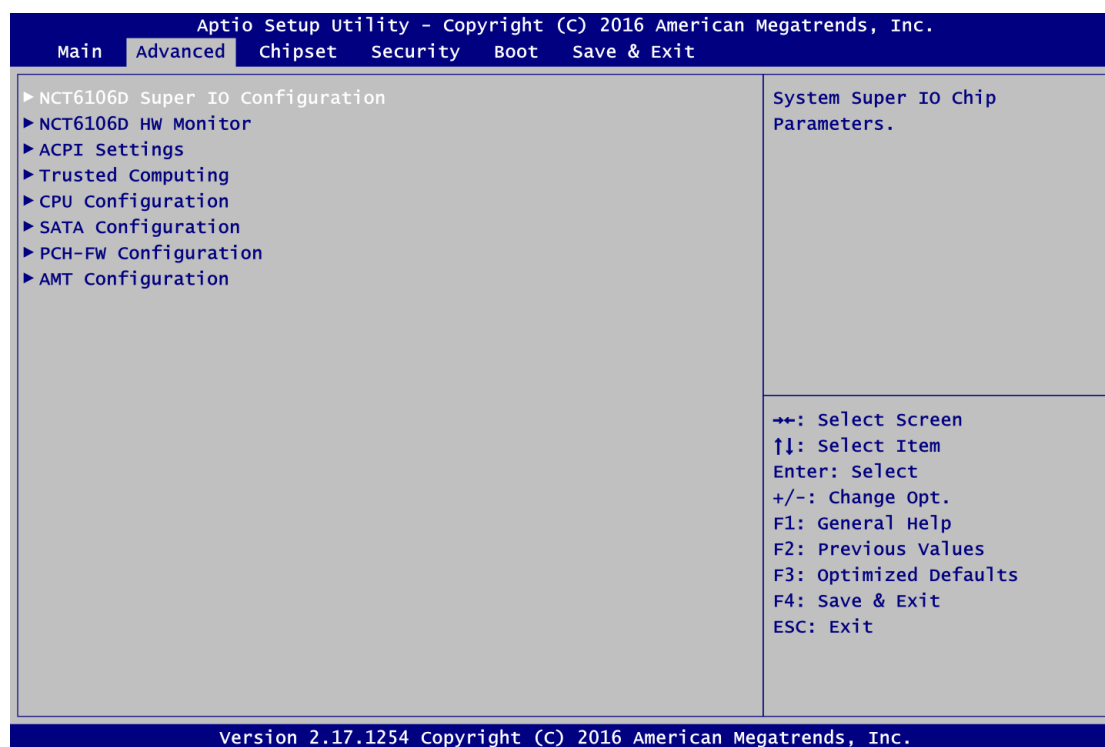 Aptio Setup Utility – Copyright (C) 2016 American Megatrends, Inc.
Main Advanced Chipset Security Boot Save & Exit
►NCT6106D Super IO Configuration
►NCT6106D HW Monitor
►ACPI Settings
►Trusted Computing
►CPU Configuration
►SATA Configuration
►PCH-FW Configuration
►AMT Configuration
System Super IO Chip
Parameters.
→←: Select Screen
↑↓: Select Item
Enter: Select
+/-: Change Opt.
F1: General Help
F2: Previous Values
F3: Optimized Defaults
F4: Save & Exit
ESC: Exit
Version 2.17.1254 Copyright (C) 2016 American Megatrends, Inc.